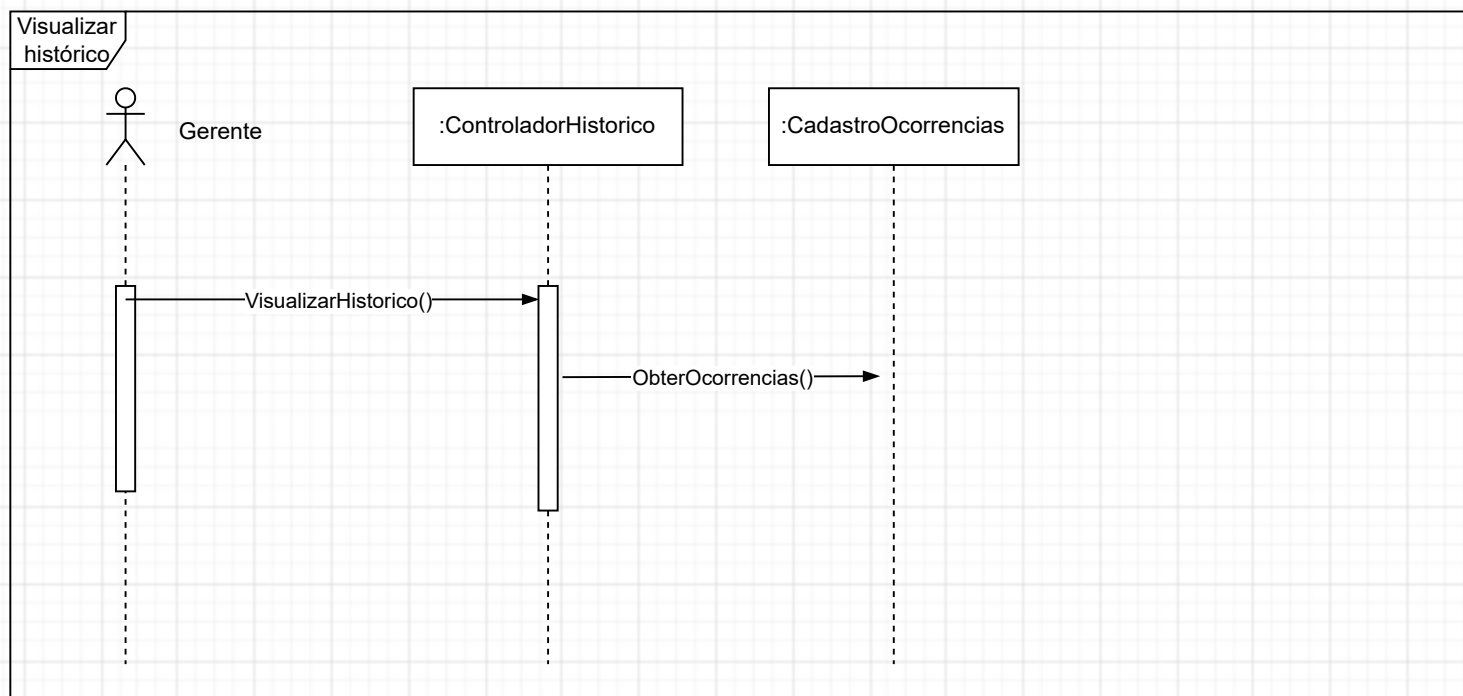 Visualizar
histórico
Gerente
:ControladorHistorico
:CadastroOcorrencias
VisualizarHistorico()
ObterOcorrencias()